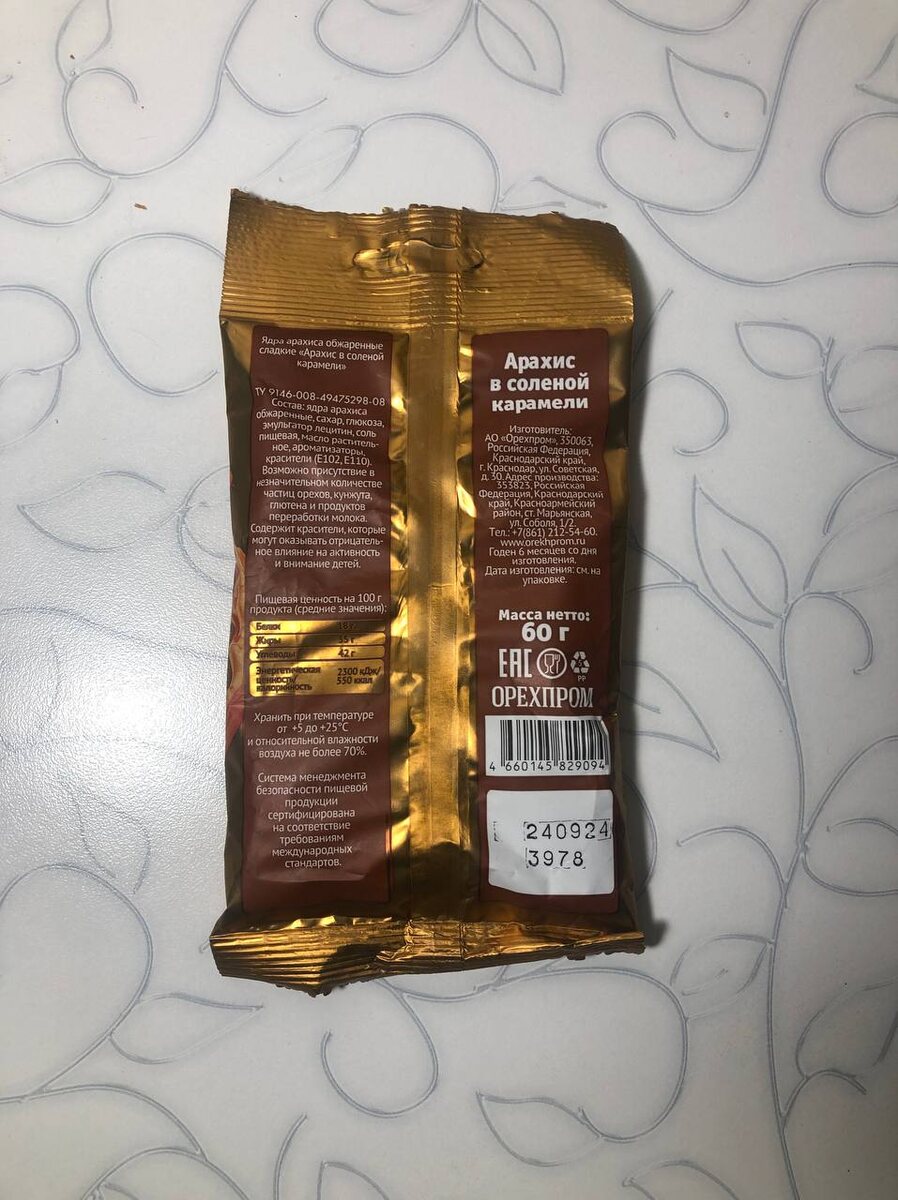 Ядра арахиса обжаренные
сладкие «Арахис в соленой
карамели»
ТУ 9146-008-49475298-08
Состав: ядра арахиса
обжаренные, сахар, глюкоза,
эмульгатор лецитин, соль
пищевая, масло раститель-
ное, ароматизаторы,
красители (Е102, Е110).
Возможно присутствие в
незначительном количестве
частиц орехов, кунжута,
глютена и продуктов
переработки молока.
Содержит красители, которые
могут оказывать отрицатель-
ное влияние на активность
и внимание детей.
Пищевая ценность на 100 г
продукта (средние значения):
Белки 18 г
Жиры 35 г
Углеводы 42 г
Энергетическая
ценность/
калорийность
2300 кДж/
550 ккал
Хранить при температуре
от +5 до +25°С
и относительной влажности
воздуха не более 70%.
Система менеджмента
безопасности пищевой
продукции
сертифицирована
на соответствие
требованиям
международных
стандартов.
Арахис
в соленой
карамели
Изготовитель:
АО «Орехпром», 350063,
Российская Федерация,
Краснодарский край,
г. Краснодар, ул. Советская,
д. 30. Адрес производства:
353823, Российская
Федерация, Краснодарский
край, Красноармейский
район, ст. Марьянская,
ул. Соболя, 1/2.
Тел.: +7(861) 212-54-60.
www.orekhprom.ru
Годен 6 месяцев со дня
изготовления.
Дата изготовления: см. на
упаковке.
Масса нетто:
60 г
ЕАС 5
PP
ОРЕХПРОМ
4 660145 829094
240924
3978